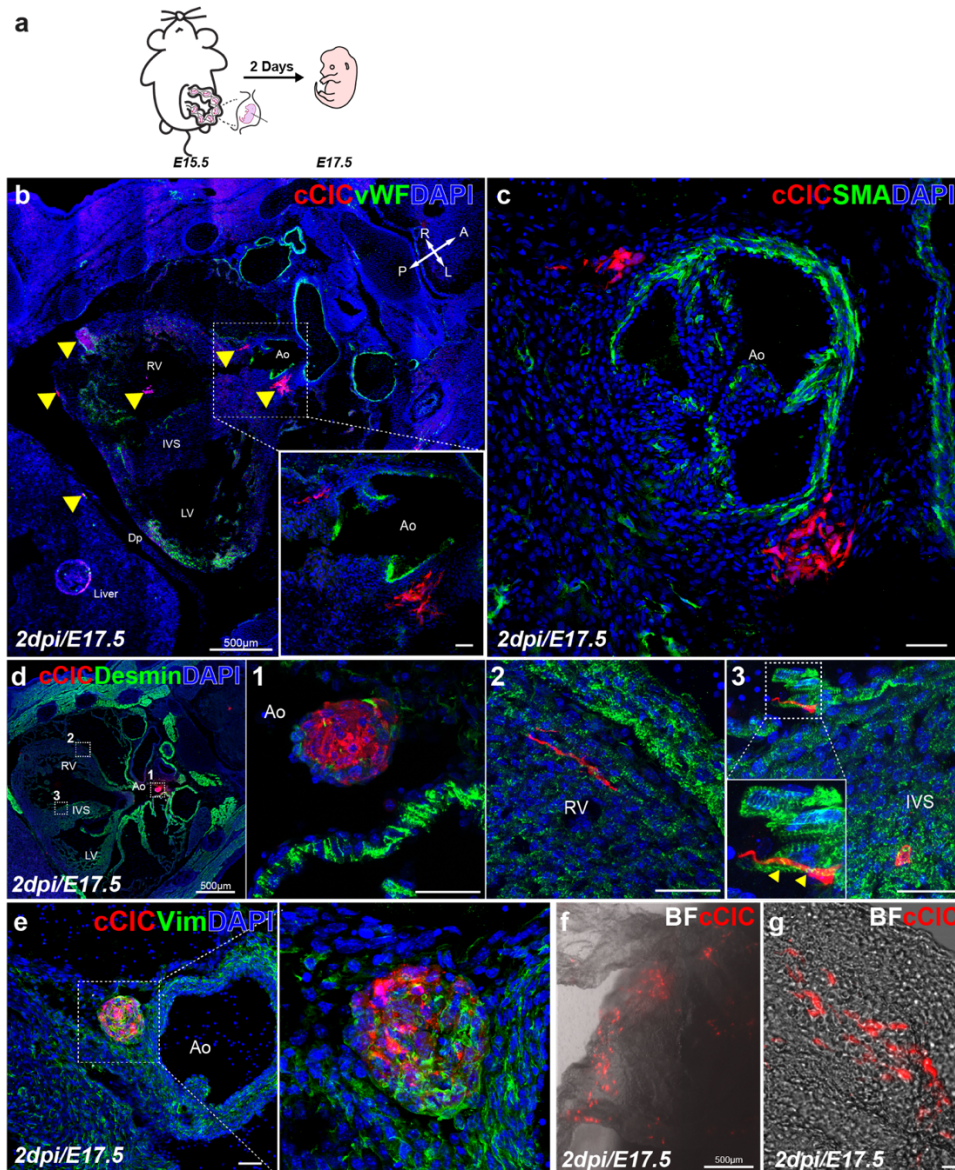 a
2 Days
E15.5
E17.5
b
cCICvWFDAPI
R
A
P
L
RV
Ao
IVS
LV
Dp
Liver
Ao
2dpi/E17.5
500µm
c
cCICSMADAPI
Ao
2dpi/E17.5
d
cCICDesminDAPI
2
RV
1
Ao
3
IVS
LV
2dpi/E17.5
500µm
1
Ao
2
RV
3
IVS
e
cCICVimDAPI
Ao
2dpi/E17.5
f
BFcCIC
2dpi/E17.5
500µm
g
BFcCIC
2dpi/E17.5